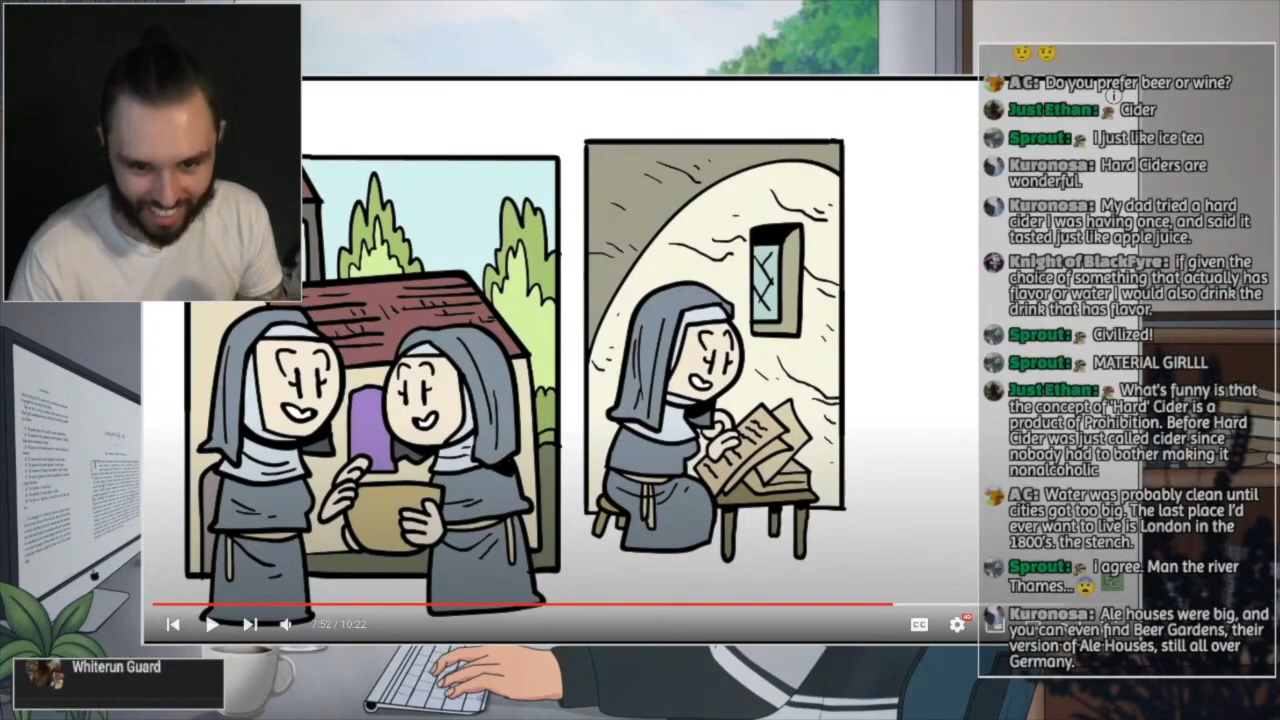 A C: Do you prefer beer or wine?
Just Ethan: Cider
Sprout: I just like ice tea
Kuronosa: Hard Ciders are
wonderful.
Kuronosa: My dad tried a hard
cider I was having once, and said it
tasted just like apple juice.
Knight of BlackFyre: if given the
choice of something that actually has
flavor or water I would also drink the
drink that has flavor.
Sprout: Civilized!
Sprout: MATERIAL GIRLLL
Just Ethan: What's funny is that
the concept of 'Hard' Cider is a
product of Prohibition. Before Hard
Cider was just called cider since
nobody had to bother making it
nonalcoholic
A C: Water was probably clean until
cities got too big. The last place I'd
ever want to live is London in the
1800's. the stench.
Sprout: i agree. Man the river
Thames...
Kuronosa: Ale houses were big, and
you can even find Beer Gardens, their
version of Ale Houses, still all over
Germany.
7:52 / 10:22
CC
HD
Whiterun Guard